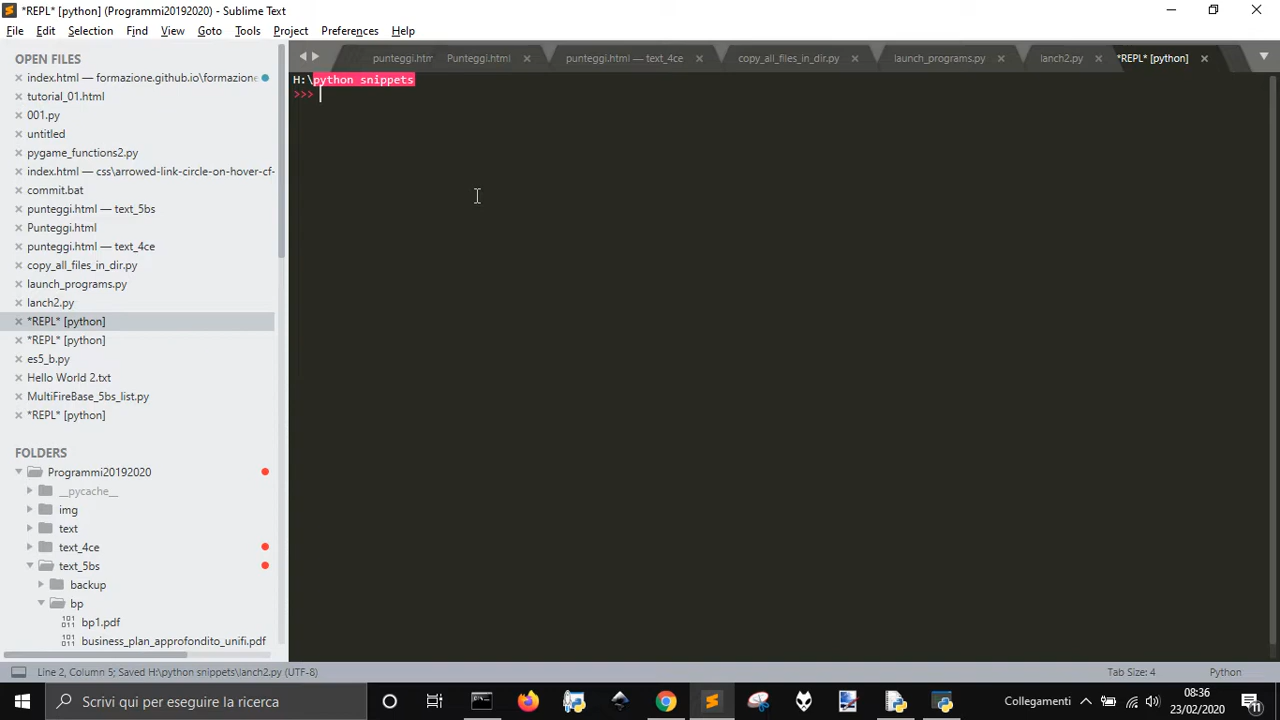 *REPL* [python] (Programmi20192020) - Sublime Text
File Edit Selection Find View Goto Tools Project Preferences Help
OPEN FILES
index.html — formazione.github.io\formazione
tutorial_01.html
001.py
untitled
pygame_functions2.py
index.html — css\arrowed-link-circle-on-hover-cf-
commit.bat
punteggi.html — text_5bs
Punteggi.html
punteggi.html — text_4ce
copy_all_files_in_dir.py
launch_programs.py
lanch2.py
*REPL* [python]
*REPL* [python]
es5_b.py
Hello World 2.txt
MultiFireBase_5bs_list.py
*REPL* [python]
FOLDERS
Programmi20192020
__pycache__
img
text
text_4ce
text_5bs
backup
bp
bp1.pdf
business_plan_approfondito_unifi.pdf
punteggi.htm Punteggi.html punteggi.html — text_4ce copy_all_files_in_dir.py launch_programs.py lanch2.py *REPL* [python]
H:\python snippets
>>>
Line 2, Column 5; Saved H:\python snippets\lanch2.py (UTF-8) Tab Size: 4 Python
Scrivi qui per eseguire la ricerca
Collegamenti
08:36
23/02/2020
11